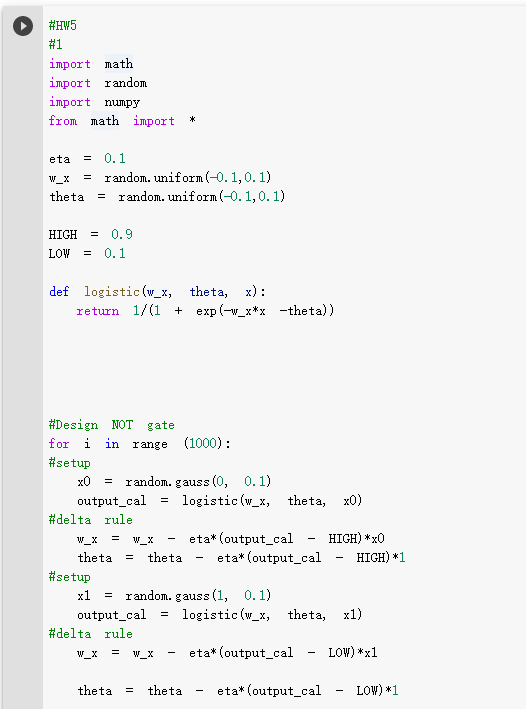 #HW5
#1
import math
import random
import numpy
from math import *
eta = 0.1
w_x = random.uniform(-0.1,0.1)
theta = random.uniform(-0.1,0.1)
HIGH = 0.9
LOW = 0.1
def logistic(w_x, theta, x):
    return 1/(1 + exp(-w_x*x -theta))
#Design NOT gate
for i in range (1000):
#setup
    x0 = random.gauss(0, 0.1)
    output_cal = logistic(w_x, theta, x0)
#delta rule
    w_x = w_x - eta*(output_cal - HIGH)*x0
    theta = theta - eta*(output_cal - HIGH)*1
#setup
    x1 = random.gauss(1, 0.1)
    output_cal = logistic(w_x, theta, x1)
#delta rule
    w_x = w_x - eta*(output_cal - LOW)*x1
    theta = theta - eta*(output_cal - LOW)*1